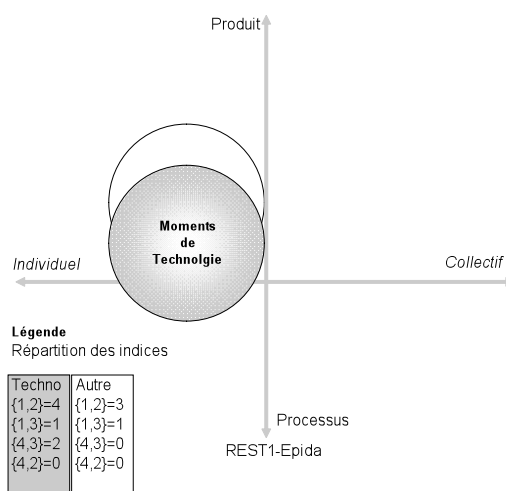 Produit
Moments
de
Technolgie
Individuel
Collectif
Légende
Répartition des indices
Techno
{1,2}=4
{1,3}=1
{4,3}=2
{4,2}=0
Autre
{1,2}=3
{1,3}=1
{4,3}=0
{4,2}=0
Processus
REST1-Epida